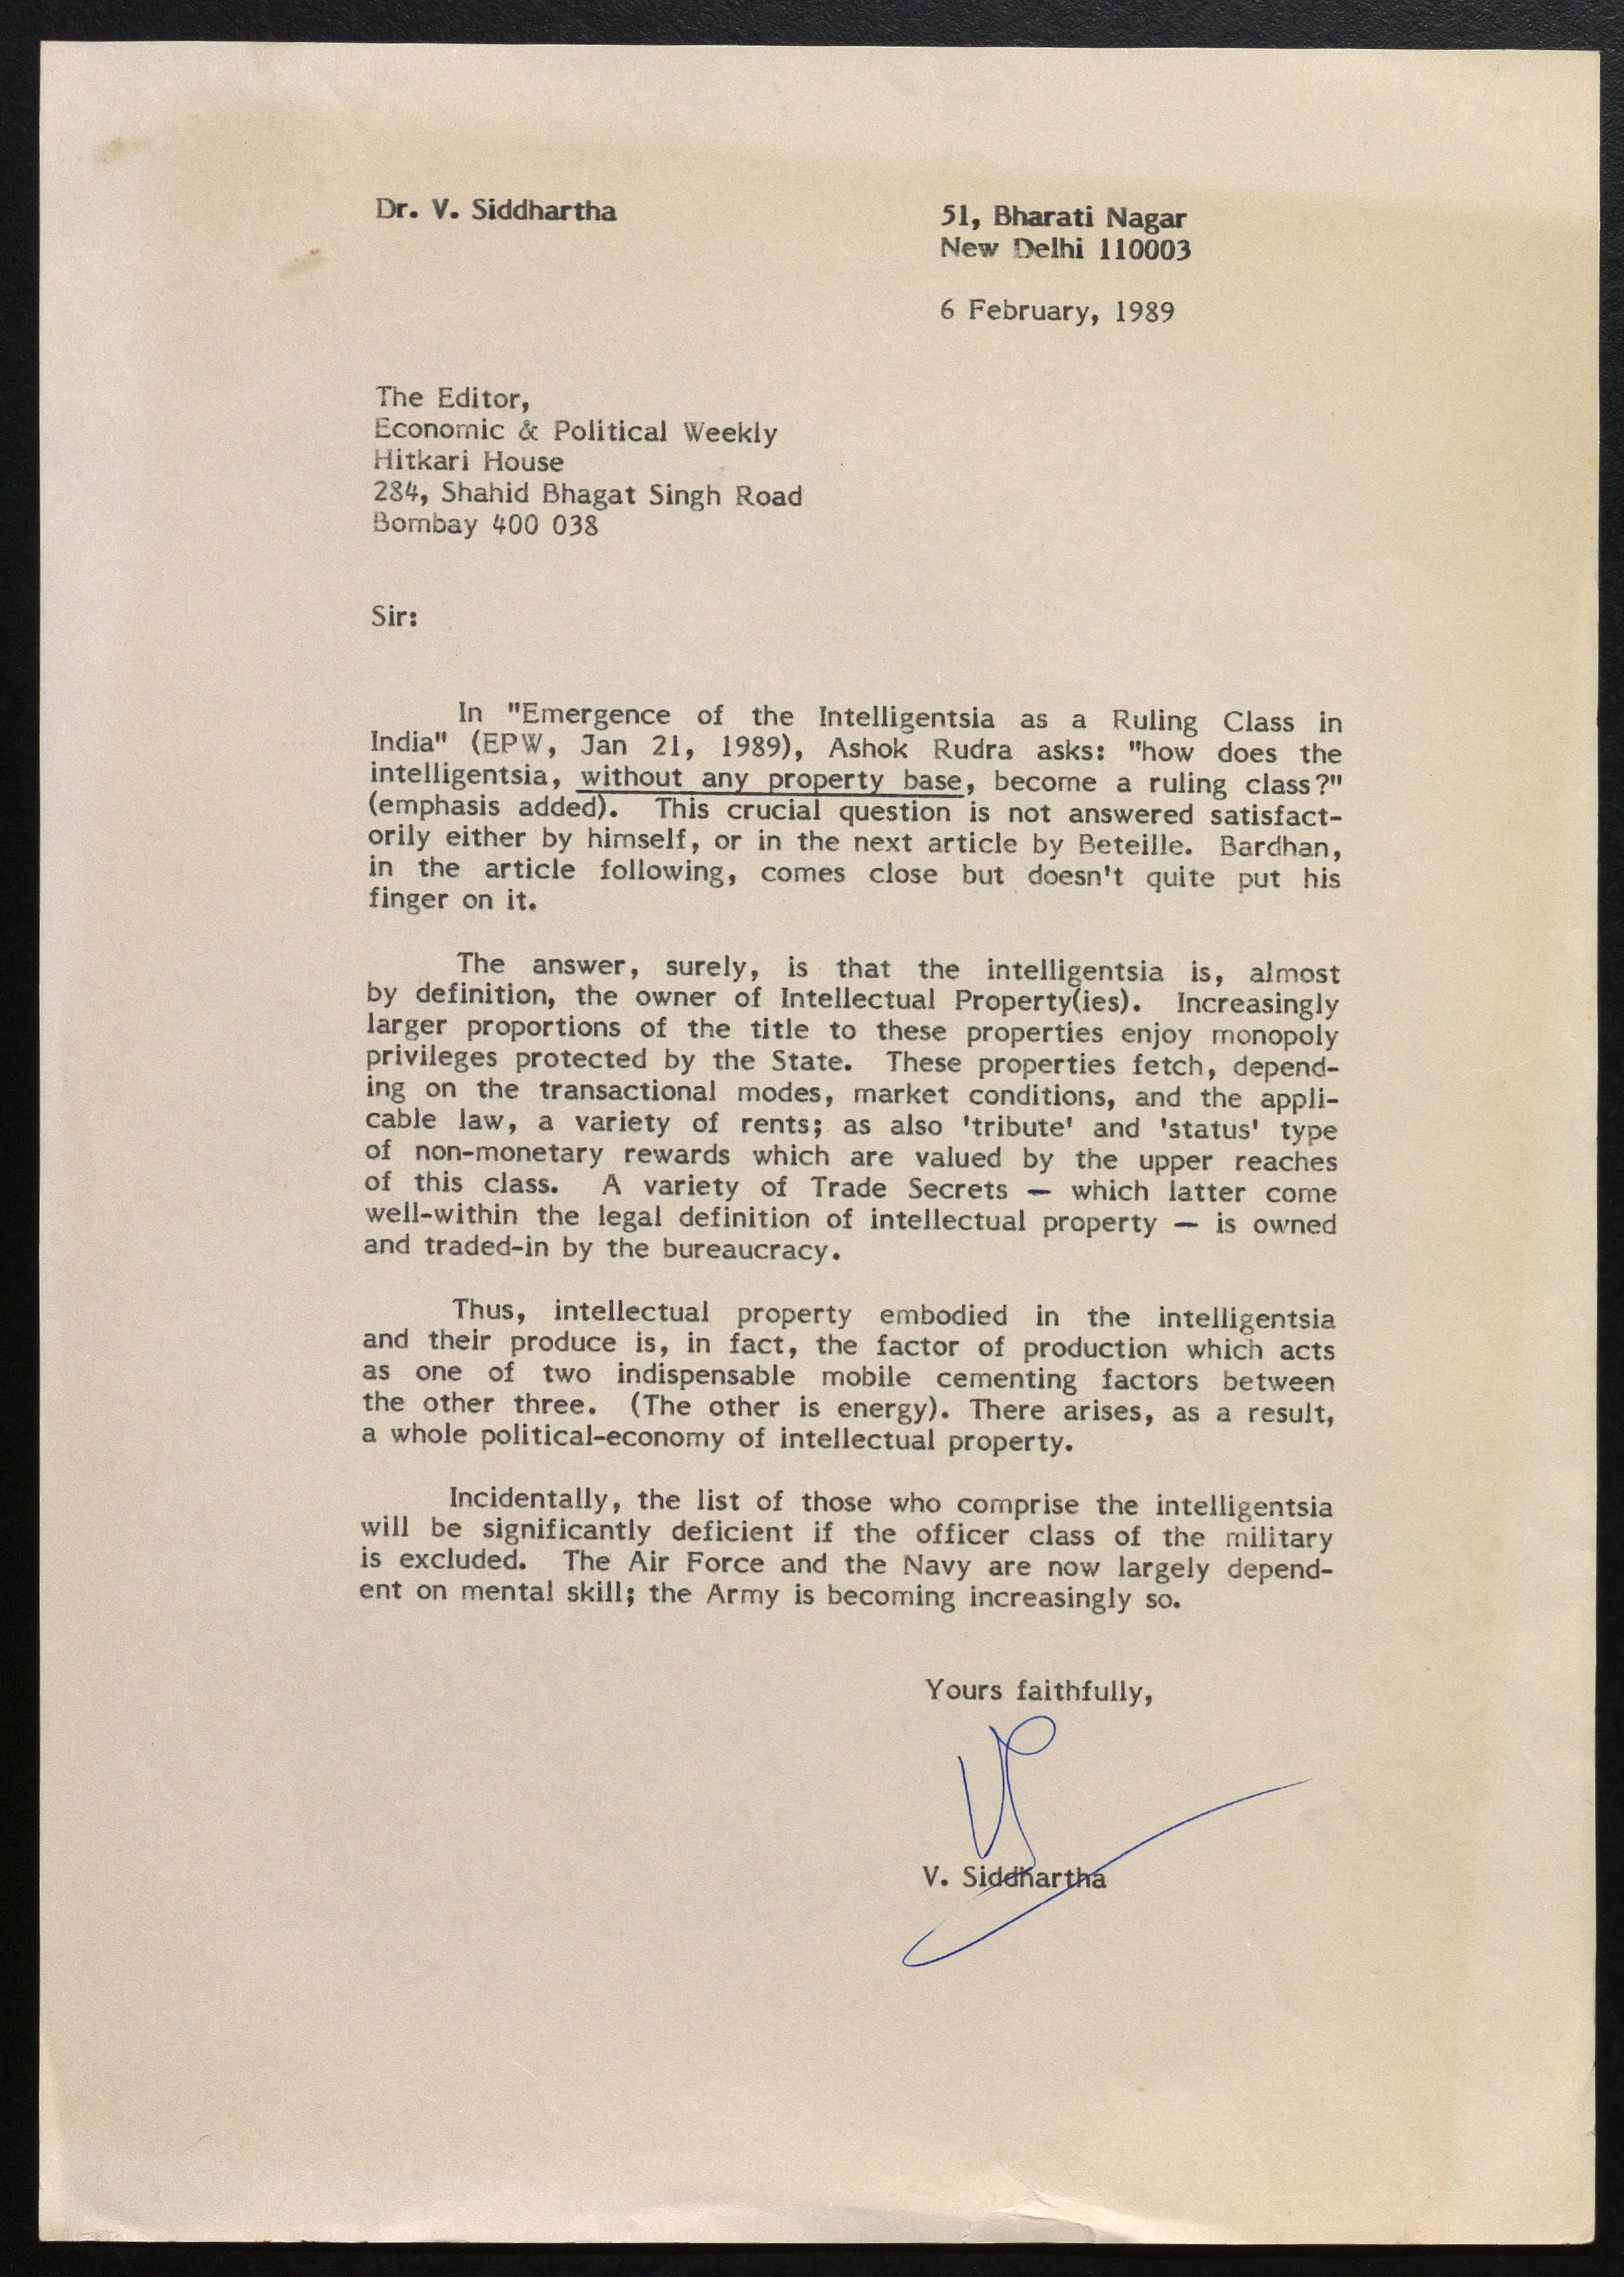 Dr. V. Siddhartha
51, Bharati Nagar
New Delhi 110003
6 February, 1989
The Editor,
Economic & Political Weekly
Hitkari House
284, Shahid Bhagat Singh Road
Bombay 400 038
Sir:
In "Emergence of the Intelligentsia as a Ruling Class in
India" (EPW, Jan 21, 1989), Ashok Rudra asks: "how does the
intelligentsia, without any property base, become a ruling class?"
(emphasis added). This crucial question is not answered satisfact-
orily either by himself, or in the next article by Beteille. Bardhan,
in the article following, comes close but doesn't quite put his
finger on it.
The answer, surely, is that the intelligentsia is, almost
by definition, the owner of Intellectual Property(ies). Increasingly
larger proportions of the title to these properties enjoy monopoly
privileges protected by the State. These properties fetch, depend-
ing on the transactional modes, market conditions, and the appli-
cable law, a variety of rents; as also 'tribute' and 'status' type
of non-monetary rewards which are valued by the upper reaches
of this class. A variety of Trade Secrets — which latter come
well-within the legal definition of intellectual property — is owned
and traded-in by the bureaucracy.
Thus, intellectual property embodied in the intelligentsia
and their produce is, in fact, the factor of production which acts
as one of two indispensable mobile cementing factors between
the other three. (The other is energy). There arises, as a result,
a whole political-economy of intellectual property.
Incidentally, the list of those who comprise the intelligentsia
will be significantly deficient if the officer class of the military
is excluded. The Air Force and the Navy are now largely depend-
ent on mental skill; the Army is becoming increasingly so.
Yours faithfully,
VS
V. Siddhartha